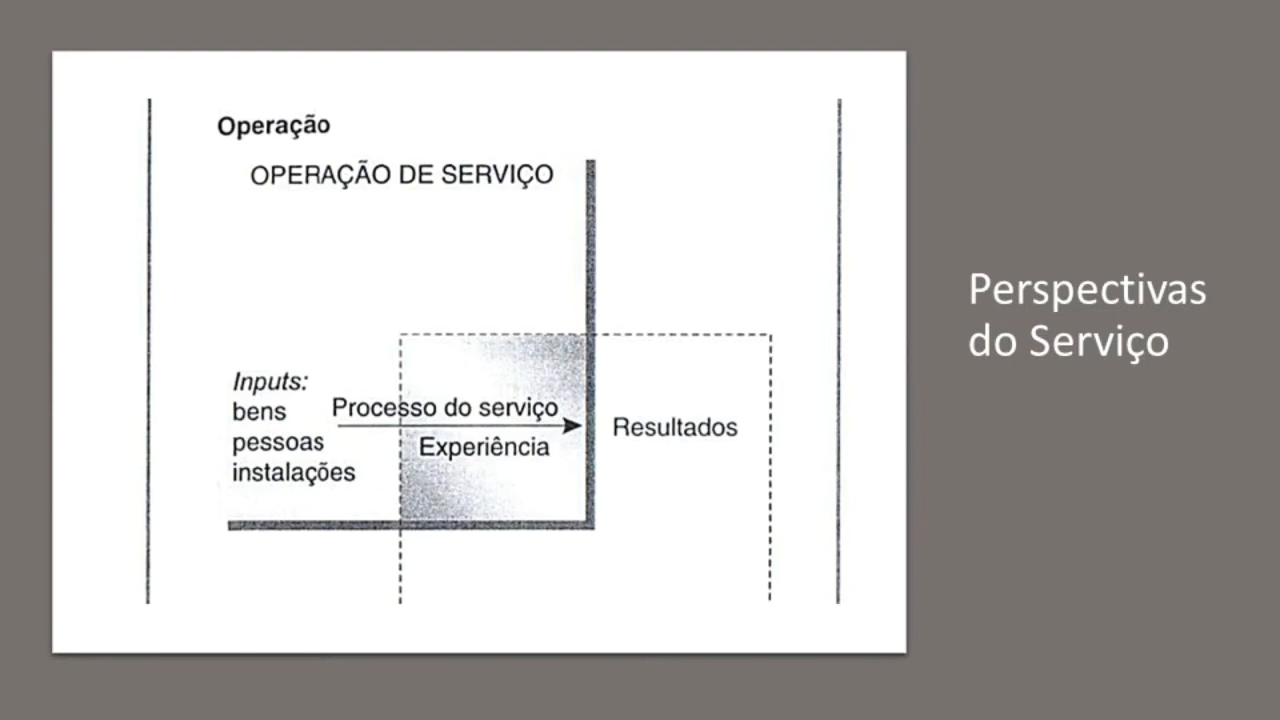 Operação
OPERAÇÃO DE SERVIÇO
Inputs:
bens
pessoas
instalações
Processo do serviço
Experiência
Resultados
Perspectivas
do Serviço